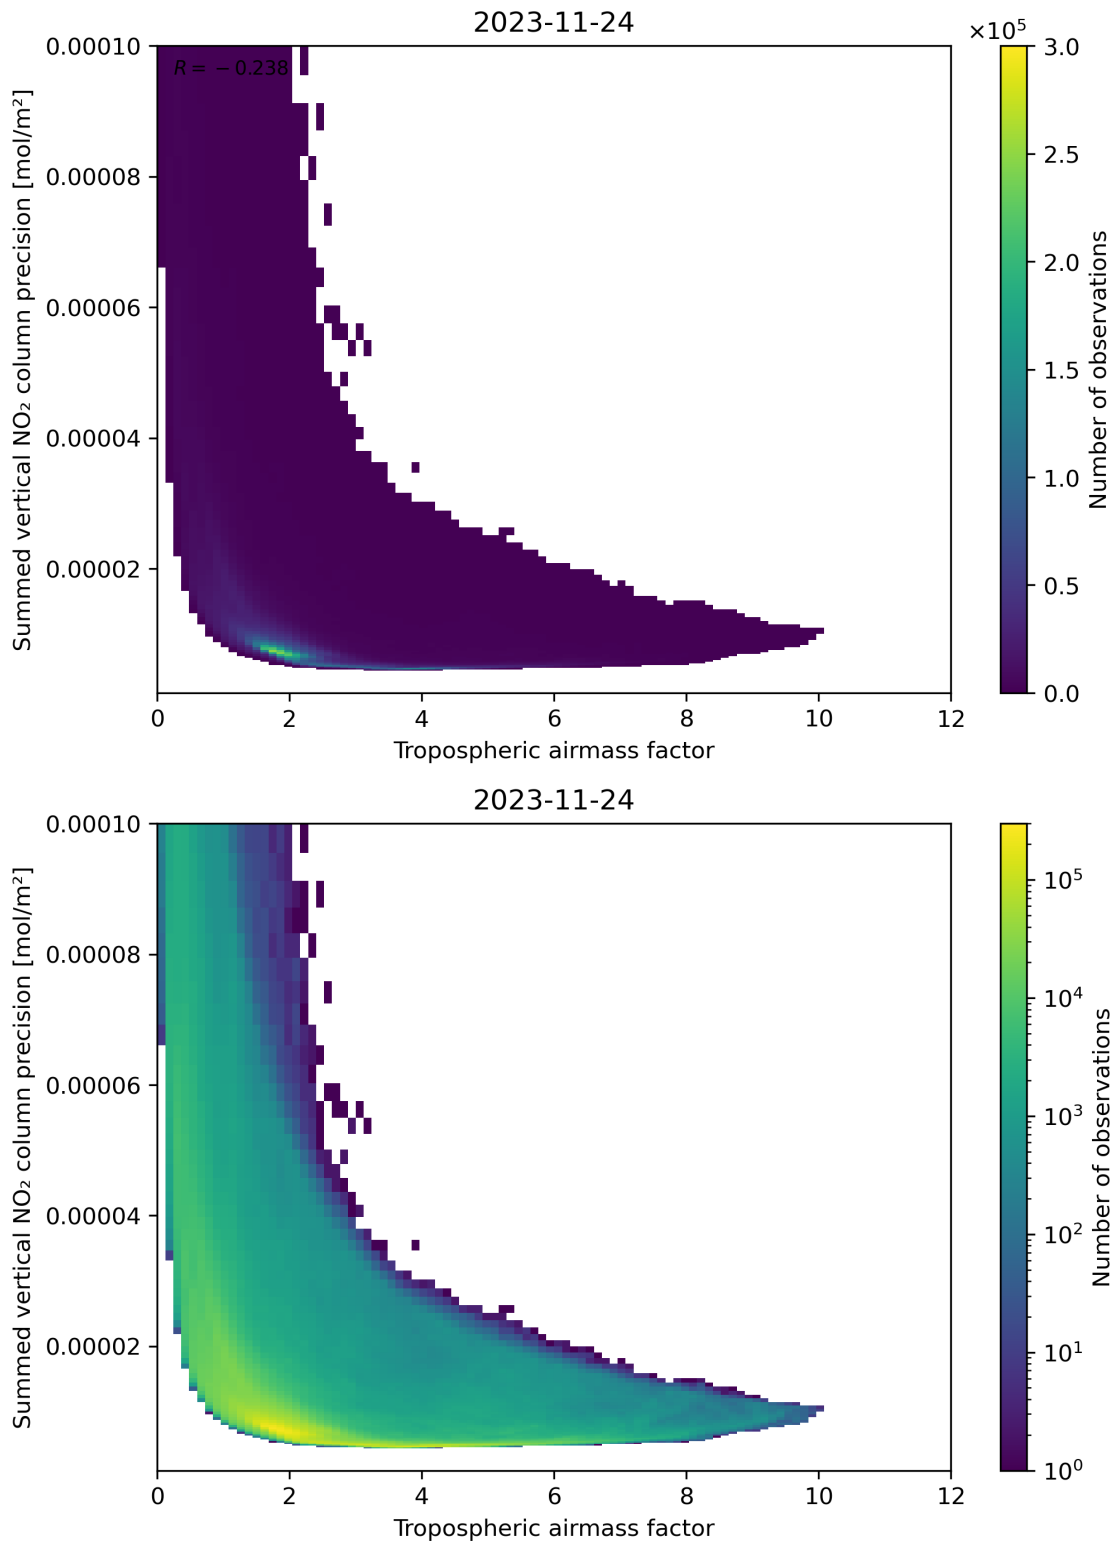 2023-11-24
×10⁵
R = −0.238
0.00010
0.00008
0.00006
0.00004
0.00002
Summed vertical NO₂ column precision [mol/m²]
0 2 4 6 8 10 12
Tropospheric airmass factor
3.0
2.5
2.0
1.5
1.0
0.5
0.0
Number of observations
2023-11-24
0.00010
0.00008
0.00006
0.00004
0.00002
Summed vertical NO₂ column precision [mol/m²]
0 2 4 6 8 10 12
Tropospheric airmass factor
10⁵
10⁴
10³
10²
10¹
10⁰
Number of observations